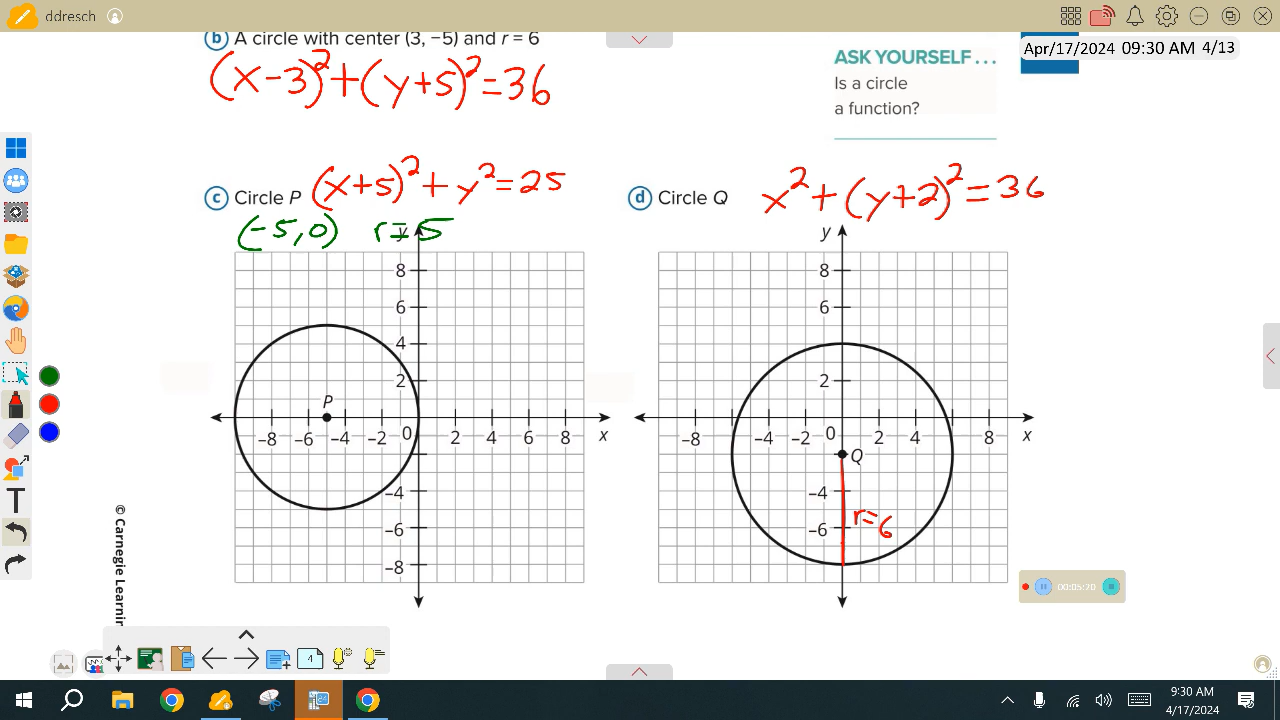 ddresch
Apr/17/2024 09:30 AM 4/13
b A circle with center (3, −5) and r = 6
(x-3)²+(y+5)²=36
ASK YOURSELF . . .
Is a circle
a function?
c Circle P (x+5)²+y²=25
(-5,0) r=5
d Circle Q x²+(y+2)²=36
y
8
6
4
2
P
−8 −6 −4 −2 0 2 4 6 8 x
−4
−6
−8
y
8
6
2
−8 −4 −2 0 2 4 8 x
Q
−4
−6
r=6
© Carnegie Learnin
00:05:20
T
4
9:30 AM
4/17/2024